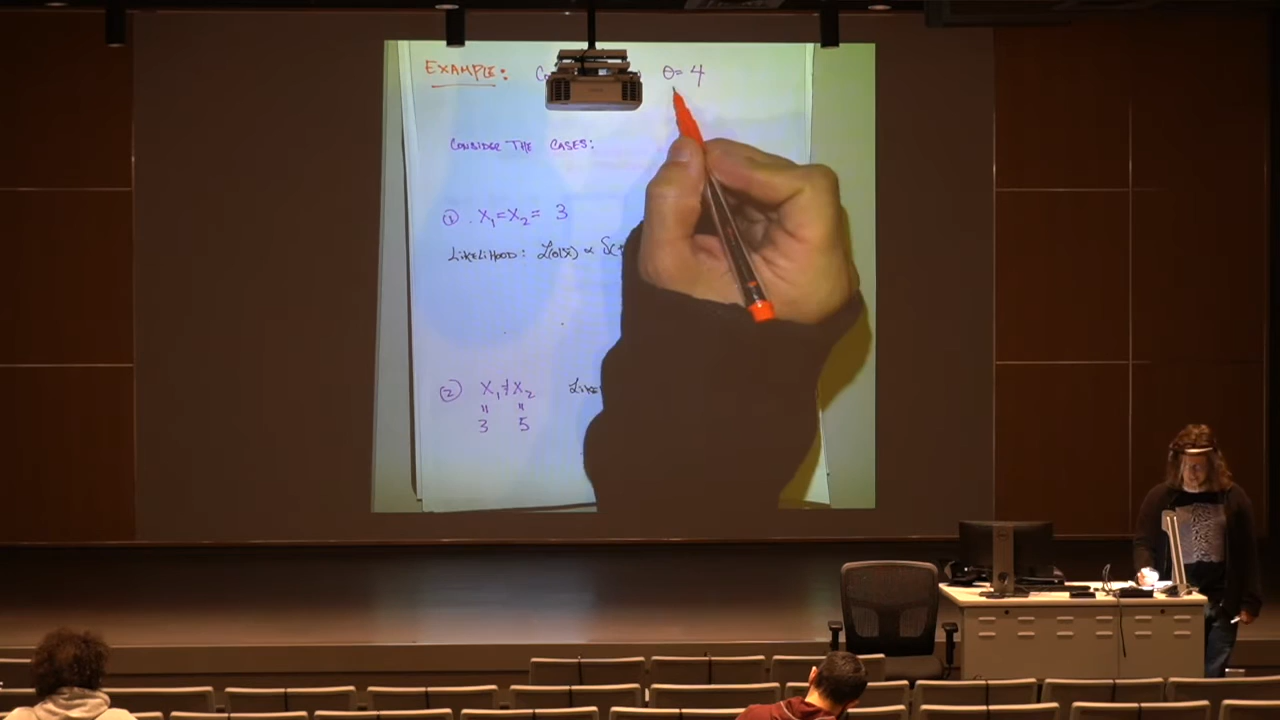 EXAMPLE: θ= 4
CONSIDER THE CASES:
① X₁=X₂= 3
LIKELIHOOD: ℒ(θ|x̃) ∝ δ(
② X₁≠X₂
" "
3 5